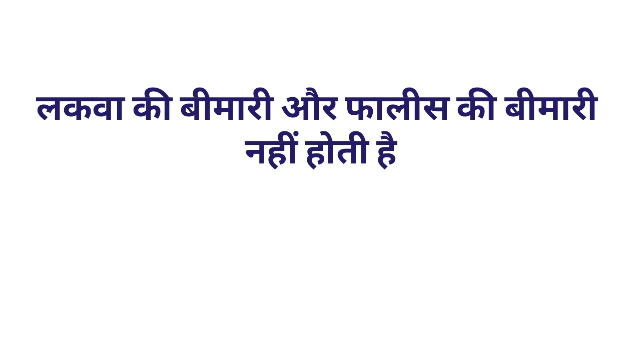 लकवा की बीमारी और फालीस की बीमारी
नहीं होती है